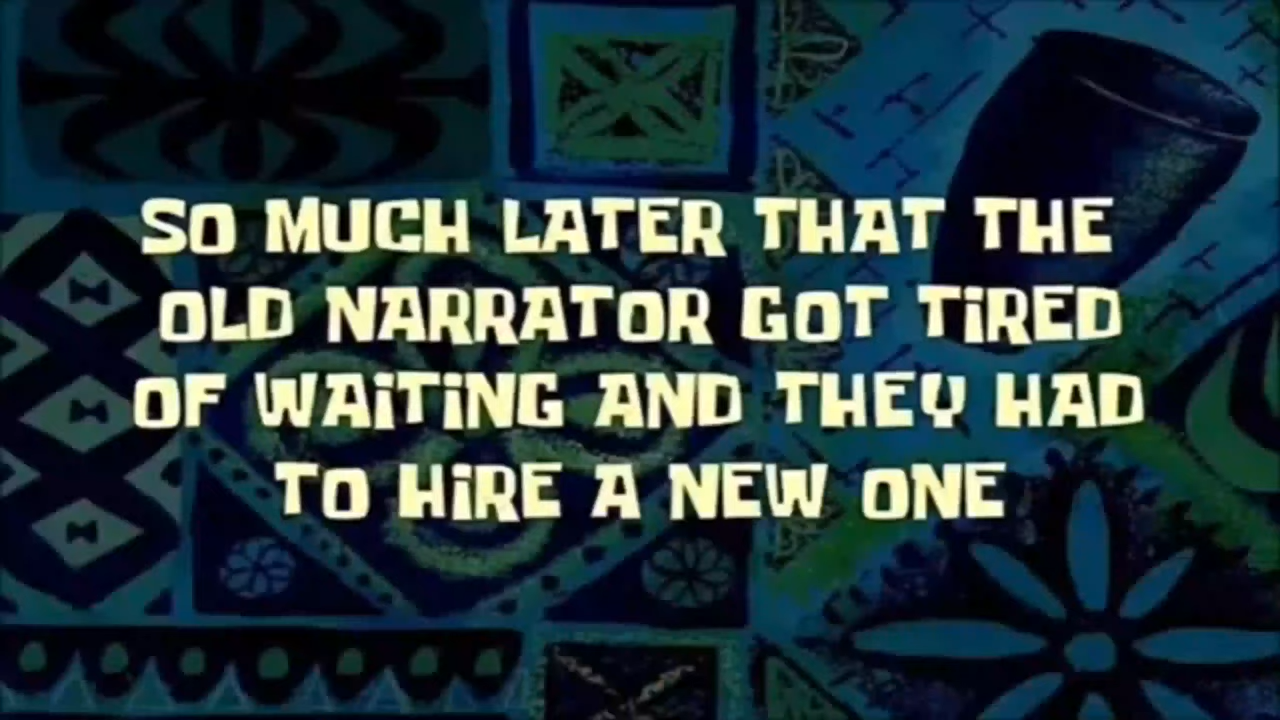 SO MUCH LATER THAT THE
OLD NARRATOR GOT TiRED
OF WAiTiNG AND THEY HAD
TO HiRE A NEW ONE